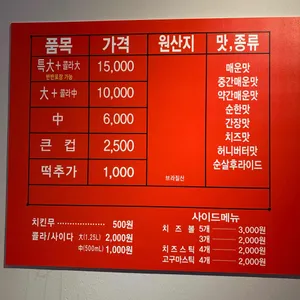 품목 가격 원산지 맛,종류
특大+콜라大 15,000 매운맛
반반포장 가능 중간매운맛
大+콜라中 10,000 약간매운맛
순한맛
中 6,000 간장맛
치즈맛
큰 컵 2,500 허니버터맛
순살후라이드
떡추가 1,000 브라질산
사이드메뉴
치킨무 500원 치 즈 볼 5개 3,000원
콜라/사이다 大(1.25L) 2,000원 3개 2,000원
中(500mL) 1,000원 치즈스틱 4개 2,000원
고구마스틱 4개 2,000원